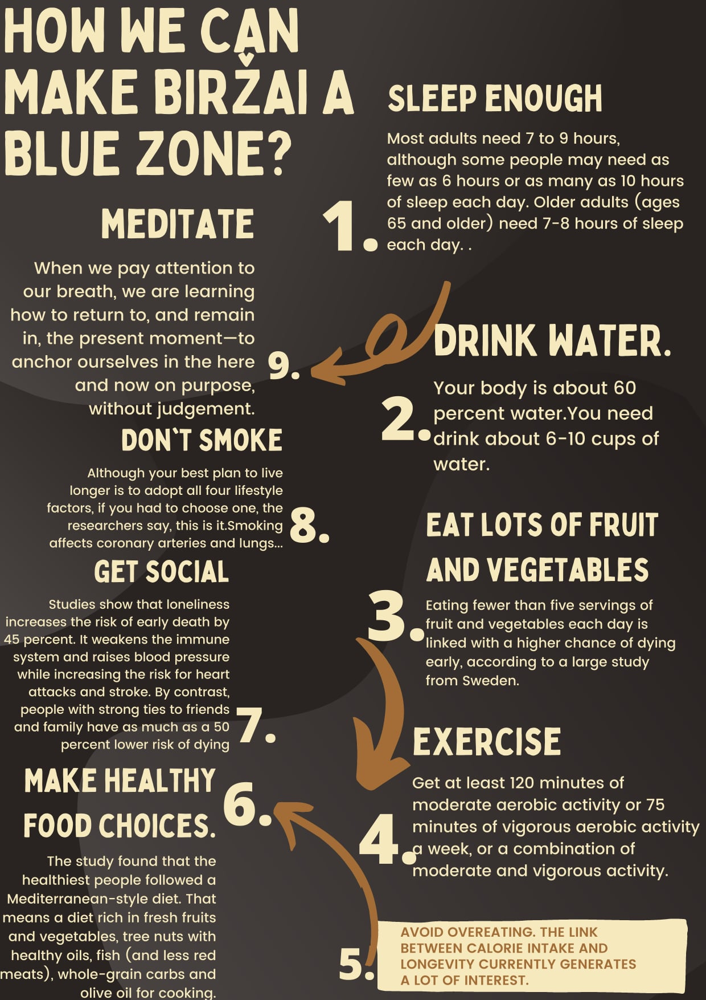 HOW WE CAN
MAKE BIRŽAI A
BLUE ZONE?
1.
SLEEP ENOUGH
Most adults need 7 to 9 hours,
although some people may need as
few as 6 hours or as many as 10 hours
of sleep each day. Older adults (ages
65 and older) need 7-8 hours of sleep
each day. .
2.
DRINK WATER.
Your body is about 60
percent water.You need
drink about 6-10 cups of
water.
3.
EAT LOTS OF FRUIT
AND VEGETABLES
Eating fewer than five servings of
fruit and vegetables each day is
linked with a higher chance of dying
early, according to a large study
from Sweden.
4.
EXERCISE
Get at least 120 minutes of
moderate aerobic activity or 75
minutes of vigorous aerobic activity
a week, or a combination of
moderate and vigorous activity.
5.
AVOID OVEREATING. THE LINK
BETWEEN CALORIE INTAKE AND
LONGEVITY CURRENTLY GENERATES
A LOT OF INTEREST.
6.
MAKE HEALTHY
FOOD CHOICES.
The study found that the
healthiest people followed a
Mediterranean-style diet. That
means a diet rich in fresh fruits
and vegetables, tree nuts with
healthy oils, fish (and less red
meats), whole-grain carbs and
olive oil for cooking.
7.
GET SOCIAL
Studies show that loneliness
increases the risk of early death by
45 percent. It weakens the immune
system and raises blood pressure
while increasing the risk for heart
attacks and stroke. By contrast,
people with strong ties to friends
and family have as much as a 50
percent lower risk of dying
8.
DON`T SMOKE
Although your best plan to live
longer is to adopt all four lifestyle
factors, if you had to choose one, the
researchers say, this is it.Smoking
affects coronary arteries and lungs...
9.
MEDITATE
When we pay attention to
our breath, we are learning
how to return to, and remain
in, the present moment—to
anchor ourselves in the here
and now on purpose,
without judgement.